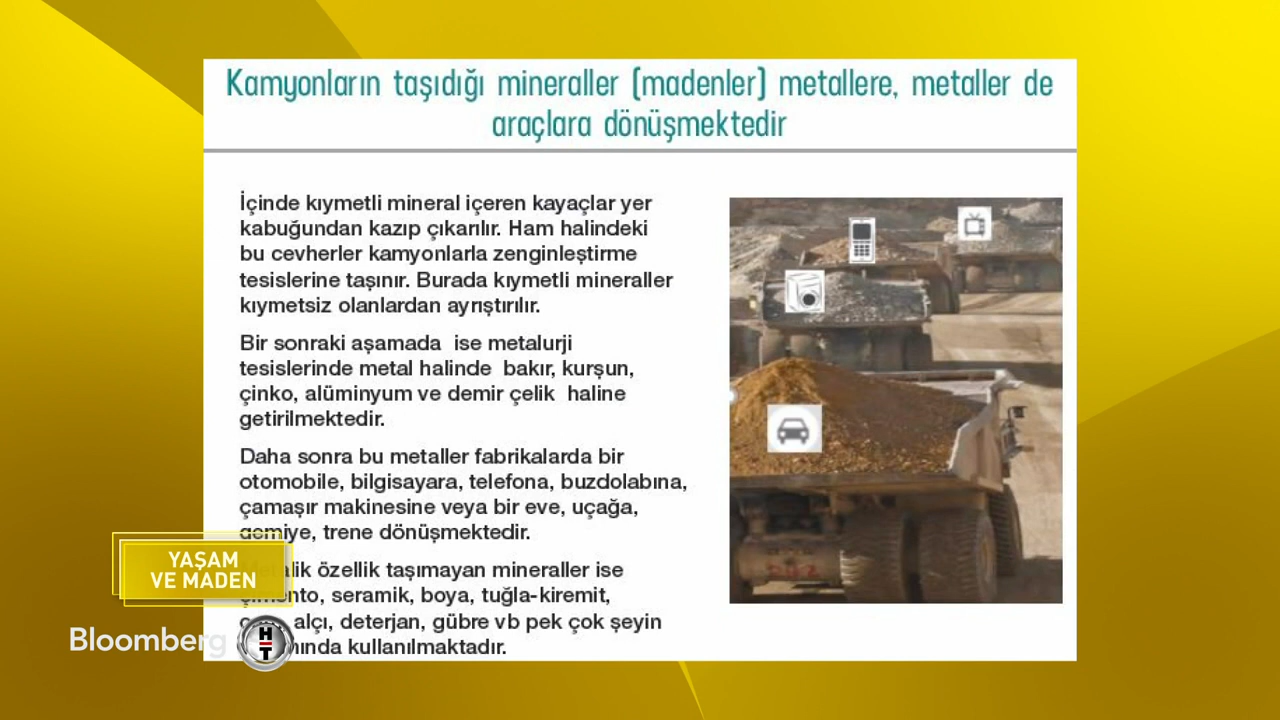 Kamyonların taşıdığı mineraller (madenler) metallere, metaller de
araçlara dönüşmektedir
İçinde kıymetli mineral içeren kayaçlar yer
kabuğundan kazıp çıkarılır. Ham halindeki
bu cevherler kamyonlarla zenginleştirme
tesislerine taşınır. Burada kıymetli mineraller
kıymetsiz olanlardan ayrıştırılır.
Bir sonraki aşamada ise metalurji
tesislerinde metal halinde bakır, kurşun,
çinko, alüminyum ve demir çelik haline
getirilmektedir.
Daha sonra bu metaller fabrikalarda bir
otomobile, bilgisayara, telefona, buzdolabına,
çamaşır makinesine veya bir eve, uçağa,
gemiye, trene dönüşmektedir.
özellik taşımayan mineraller ise
seramik, boya, tuğla-kiremit,
alçı, deterjan, gübre vb pek çok şeyin
kullanılmaktadır.
YAŞAM
VE MADEN
Bloomberg
HT